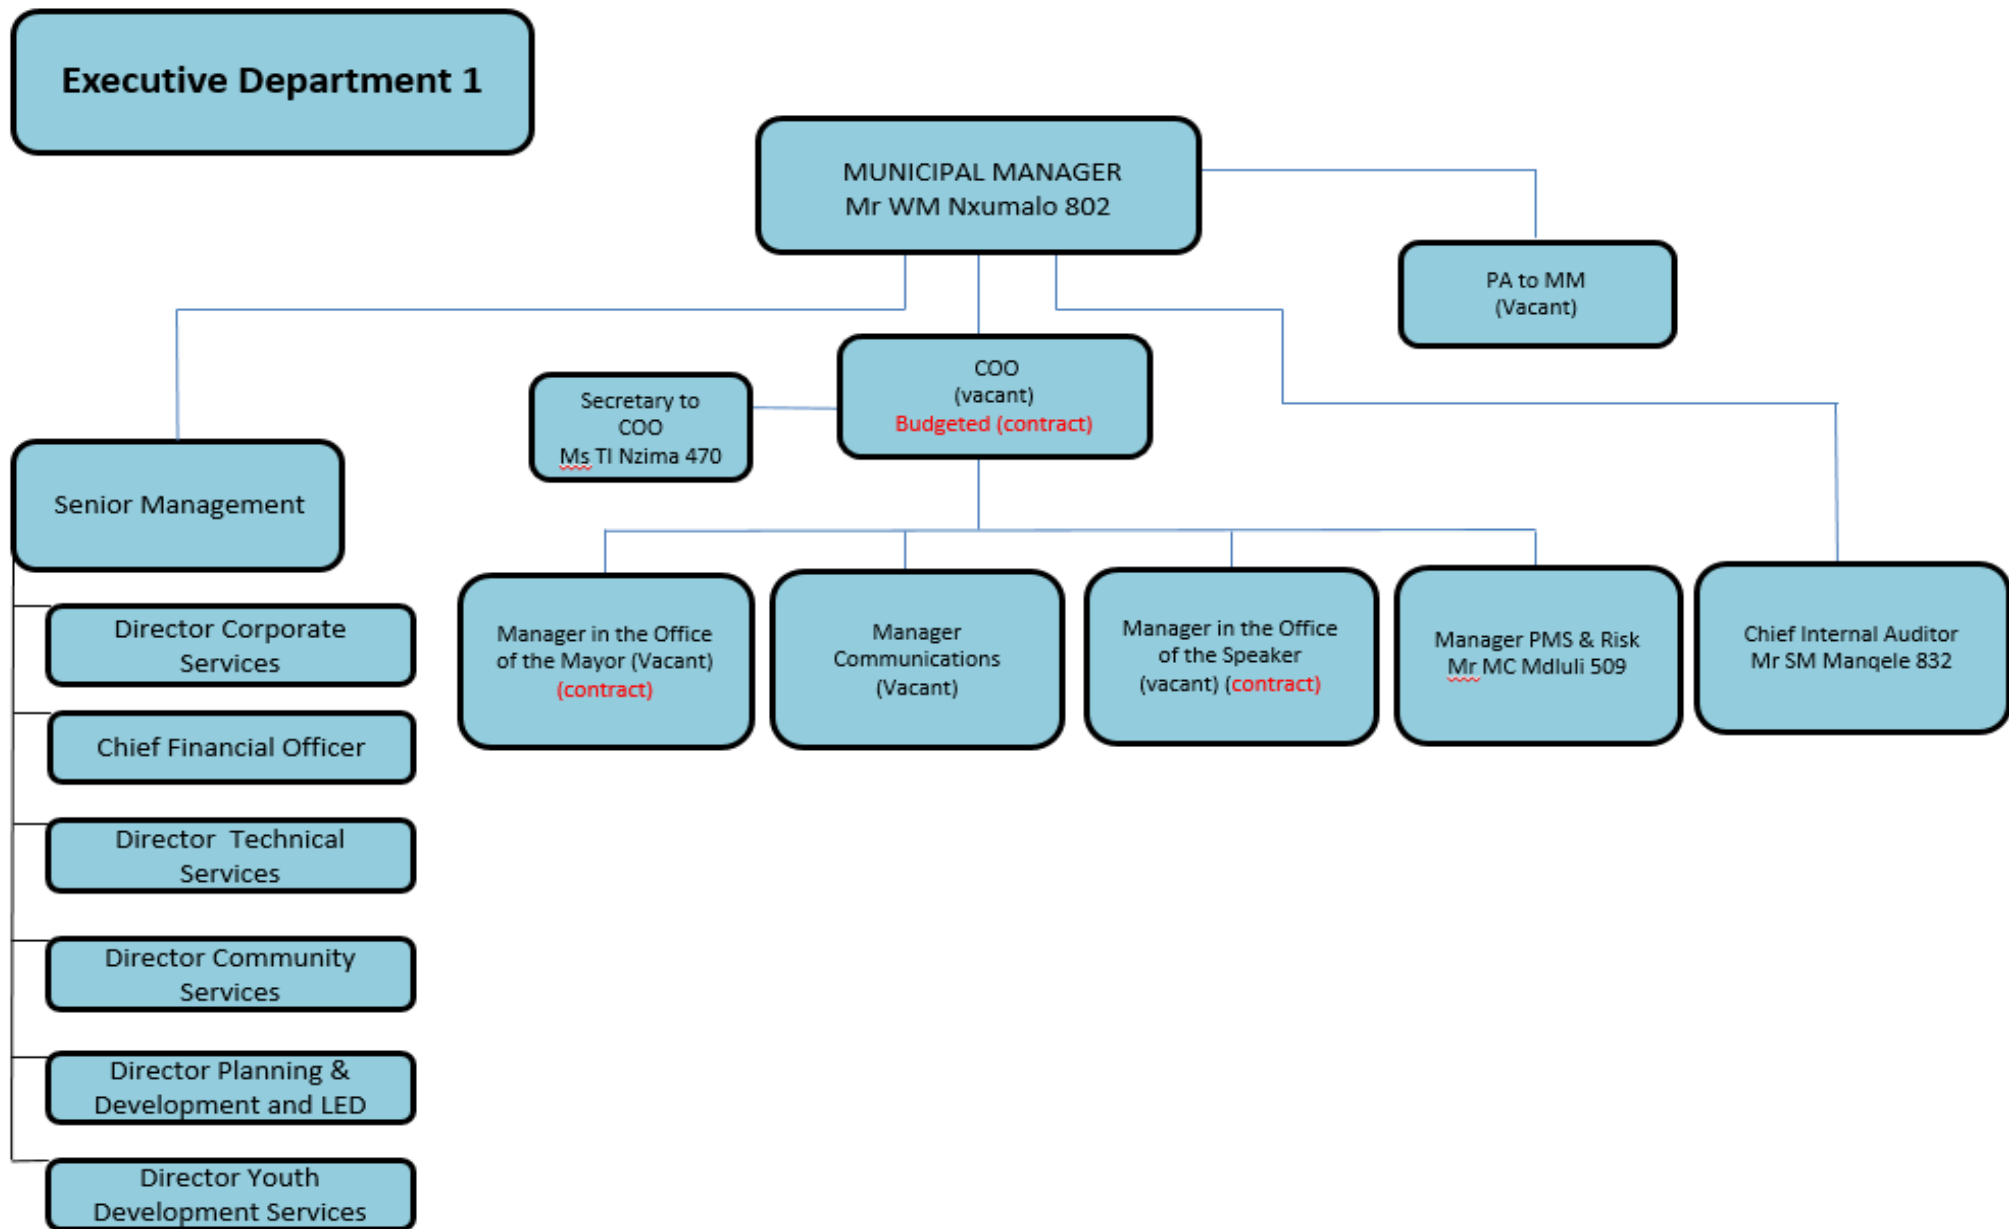 Executive Department 1
MUNICIPAL MANAGER
Mr WM Nxumalo 802
PA to MM
(Vacant)
COO
(vacant)
Budgeted (contract)
Secretary to
COO
Ms TI Nzima 470
Senior Management
Director Corporate
Services
Chief Financial Officer
Director  Technical
Services
Director Community
Services
Director Planning &
Development and LED
Director Youth
Development Services
Manager in the Office
of the Mayor (Vacant)
(contract)
Manager
Communications
(Vacant)
Manager in the Office
of the Speaker
(vacant) (contract)
Manager PMS & Risk
Mr MC Mdluli 509
Chief Internal Auditor
Mr SM Manqele 832